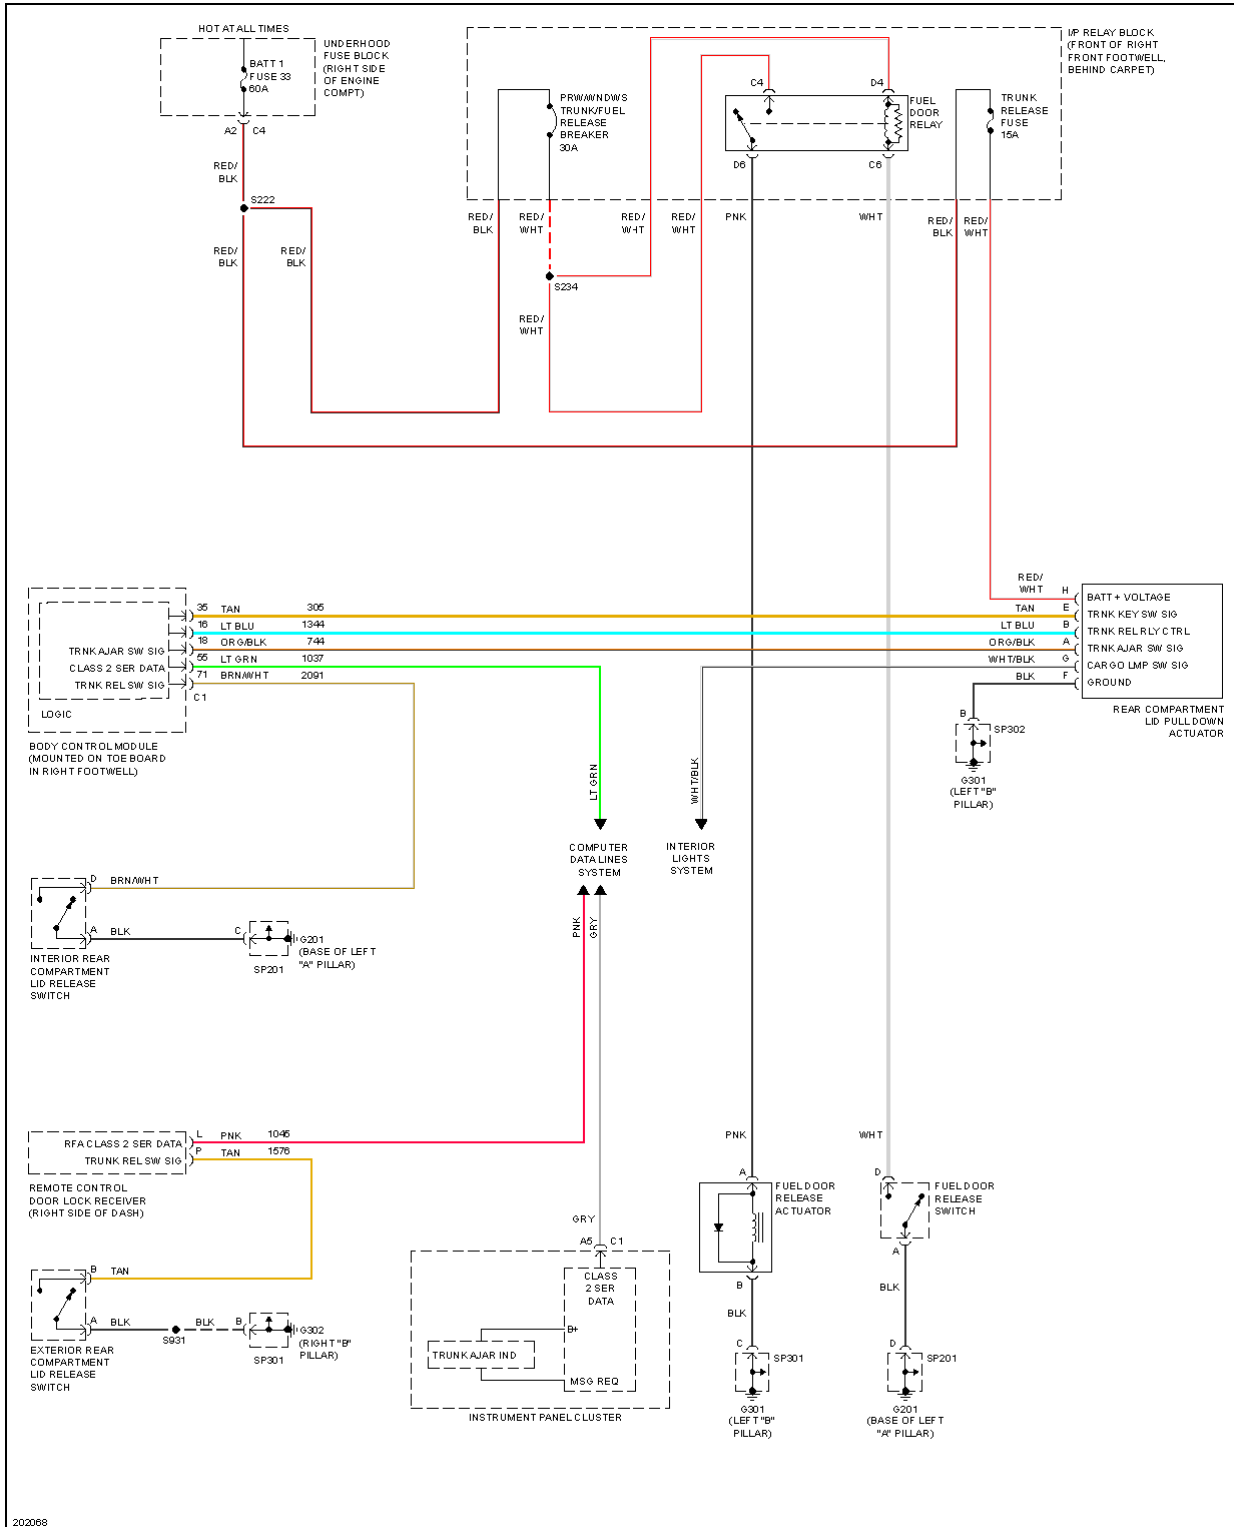 HOT AT ALL TIMES
UNDERHOOD
FUSE BLOCK
(RIGHT SIDE
OF ENGINE
COMPT)
BATT 1
FUSE 33
60A
A2
C4
RED/
BLK
S222
RED/
BLK
RED/
BLK
I/P RELAY BLOCK
(FRONT OF RIGHT
FRONT FOOTWELL,
BEHIND CARPET)
PRW/WNDWS
TRUNK/FUEL
RELEASE
BREAKER
30A
C4
D4
FUEL
DOOR
RELAY
D6
C6
TRUNK
RELEASE
FUSE
15A
RED/
BLK
RED/
WHT
RED/
WHT
RED/
WHT
PNK
WHT
RED/
BLK
RED/
WHT
S234
RED/
WHT
35 TAN 305
16 LT BLU 1344
TRNK AJAR SW SIG 18 ORG/BLK 744
CLASS 2 SER DATA 55 LT GRN 1037
TRNK REL SW SIG 71 BRN/WHT 2091
C1
LOGIC
BODY CONTROL MODULE
(MOUNTED ON TOE BOARD
IN RIGHT FOOTWELL)
RED/
WHT H BATT + VOLTAGE
TAN E TRNK KEY SW SIG
LT BLU B TRNK REL RLY CTRL
ORG/BLK A TRNK AJAR SW SIG
WHT/BLK G CARGO LMP SW SIG
BLK F GROUND
REAR COMPARTMENT
LID PULL DOWN
ACTUATOR
B
SP302
G301
(LEFT "B"
PILLAR)
LT GRN
WHT/BLK
COMPUTER
DATA LINES
SYSTEM
INTERIOR
LIGHTS
SYSTEM
PNK
GRY
D BRN/WHT
A BLK C
G201
(BASE OF LEFT
"A" PILLAR)
SP201
INTERIOR REAR
COMPARTMENT
LID RELEASE
SWITCH
RFA CLASS 2 SER DATA L PNK 1046
TRUNK REL SW SIG P TAN 1576
REMOTE CONTROL
DOOR LOCK RECEIVER
(RIGHT SIDE OF DASH)
B TAN
A BLK S931 BLK B
G302
(RIGHT "B"
PILLAR)
SP301
EXTERIOR REAR
COMPARTMENT
LID RELEASE
SWITCH
GRY
A5 C1
CLASS
2 SER
DATA
B+
TRUNK AJAR IND
MSG REQ
INSTRUMENT PANEL CLUSTER
PNK
A
FUEL DOOR
RELEASE
ACTUATOR
B
BLK
C
SP301
G301
(LEFT "B"
PILLAR)
WHT
D
FUEL DOOR
RELEASE
SWITCH
A
BLK
D
SP201
G201
(BASE OF LEFT
"A" PILLAR)
202068